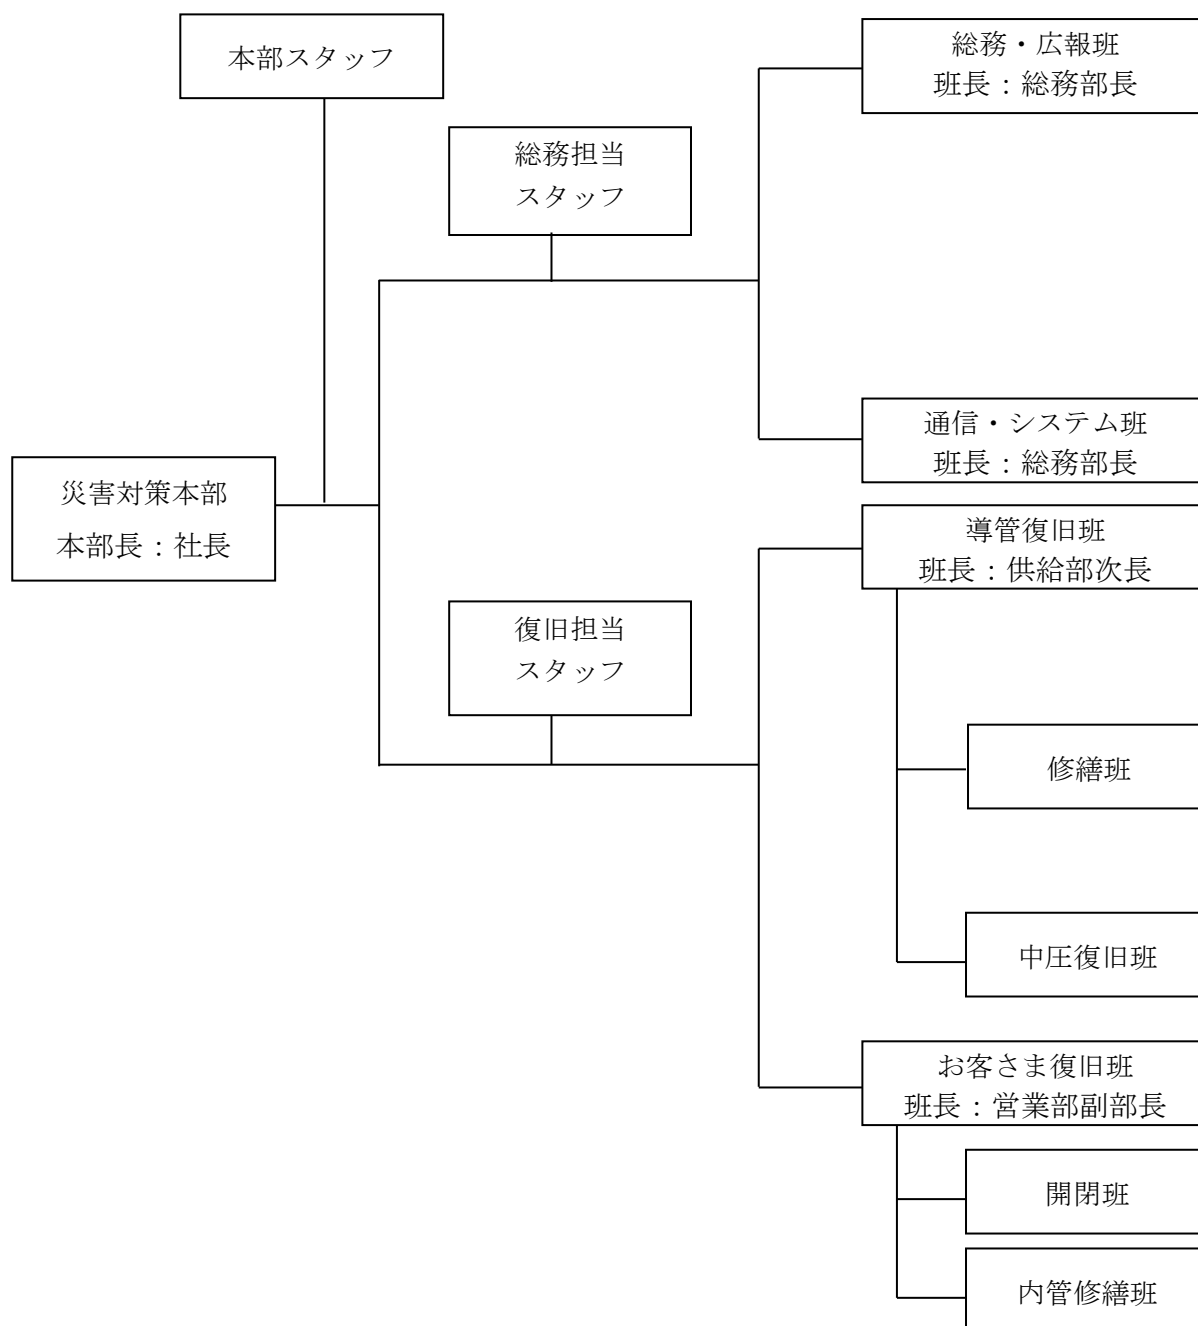 本部スタッフ
総務・広報班
班長：総務部長
総務担当
スタッフ
通信・システム班
班長：総務部長
災害対策本部
本部長：社長
導管復旧班
班長：供給部次長
復旧担当
スタッフ
修繕班
中圧復旧班
お客さま復旧班
班長：営業部副部長
開閉班
内管修繕班